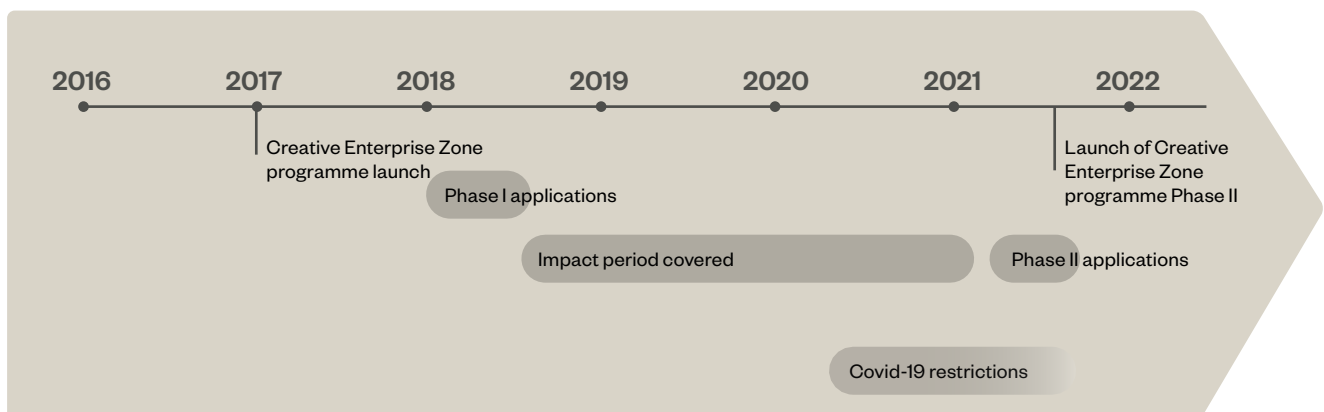 2016 2017 2018 2019 2020 2021 2022
Creative Enterprise Zone
programme launch
Launch of Creative
Enterprise Zone
programme Phase II
Phase I applications
Impact period covered
Phase II applications
Covid-19 restrictions